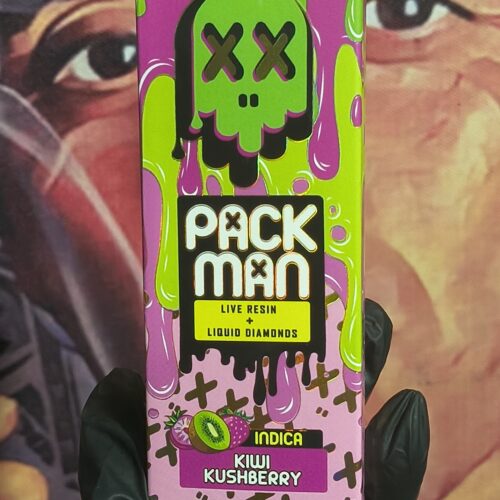 PACK
MAN
LIVE RESIN
+
LIQUID DIAMONDS
INDICA
KIWI
KUSHBERRY